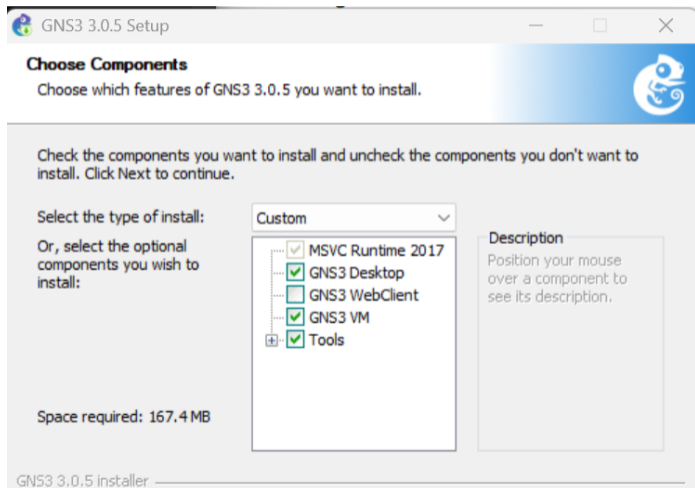 GNS3 3.0.5 Setup
Choose Components
Choose which features of GNS3 3.0.5 you want to install.
Check the components you want to install and uncheck the components you don't want to
install. Click Next to continue.
Select the type of install:
Custom
Or, select the optional
components you wish to
install:
MSVC Runtime 2017
GNS3 Desktop
GNS3 WebClient
GNS3 VM
Tools
Description
Position your mouse
over a component to
see its description.
Space required: 167.4 MB
GNS3 3.0.5 installer